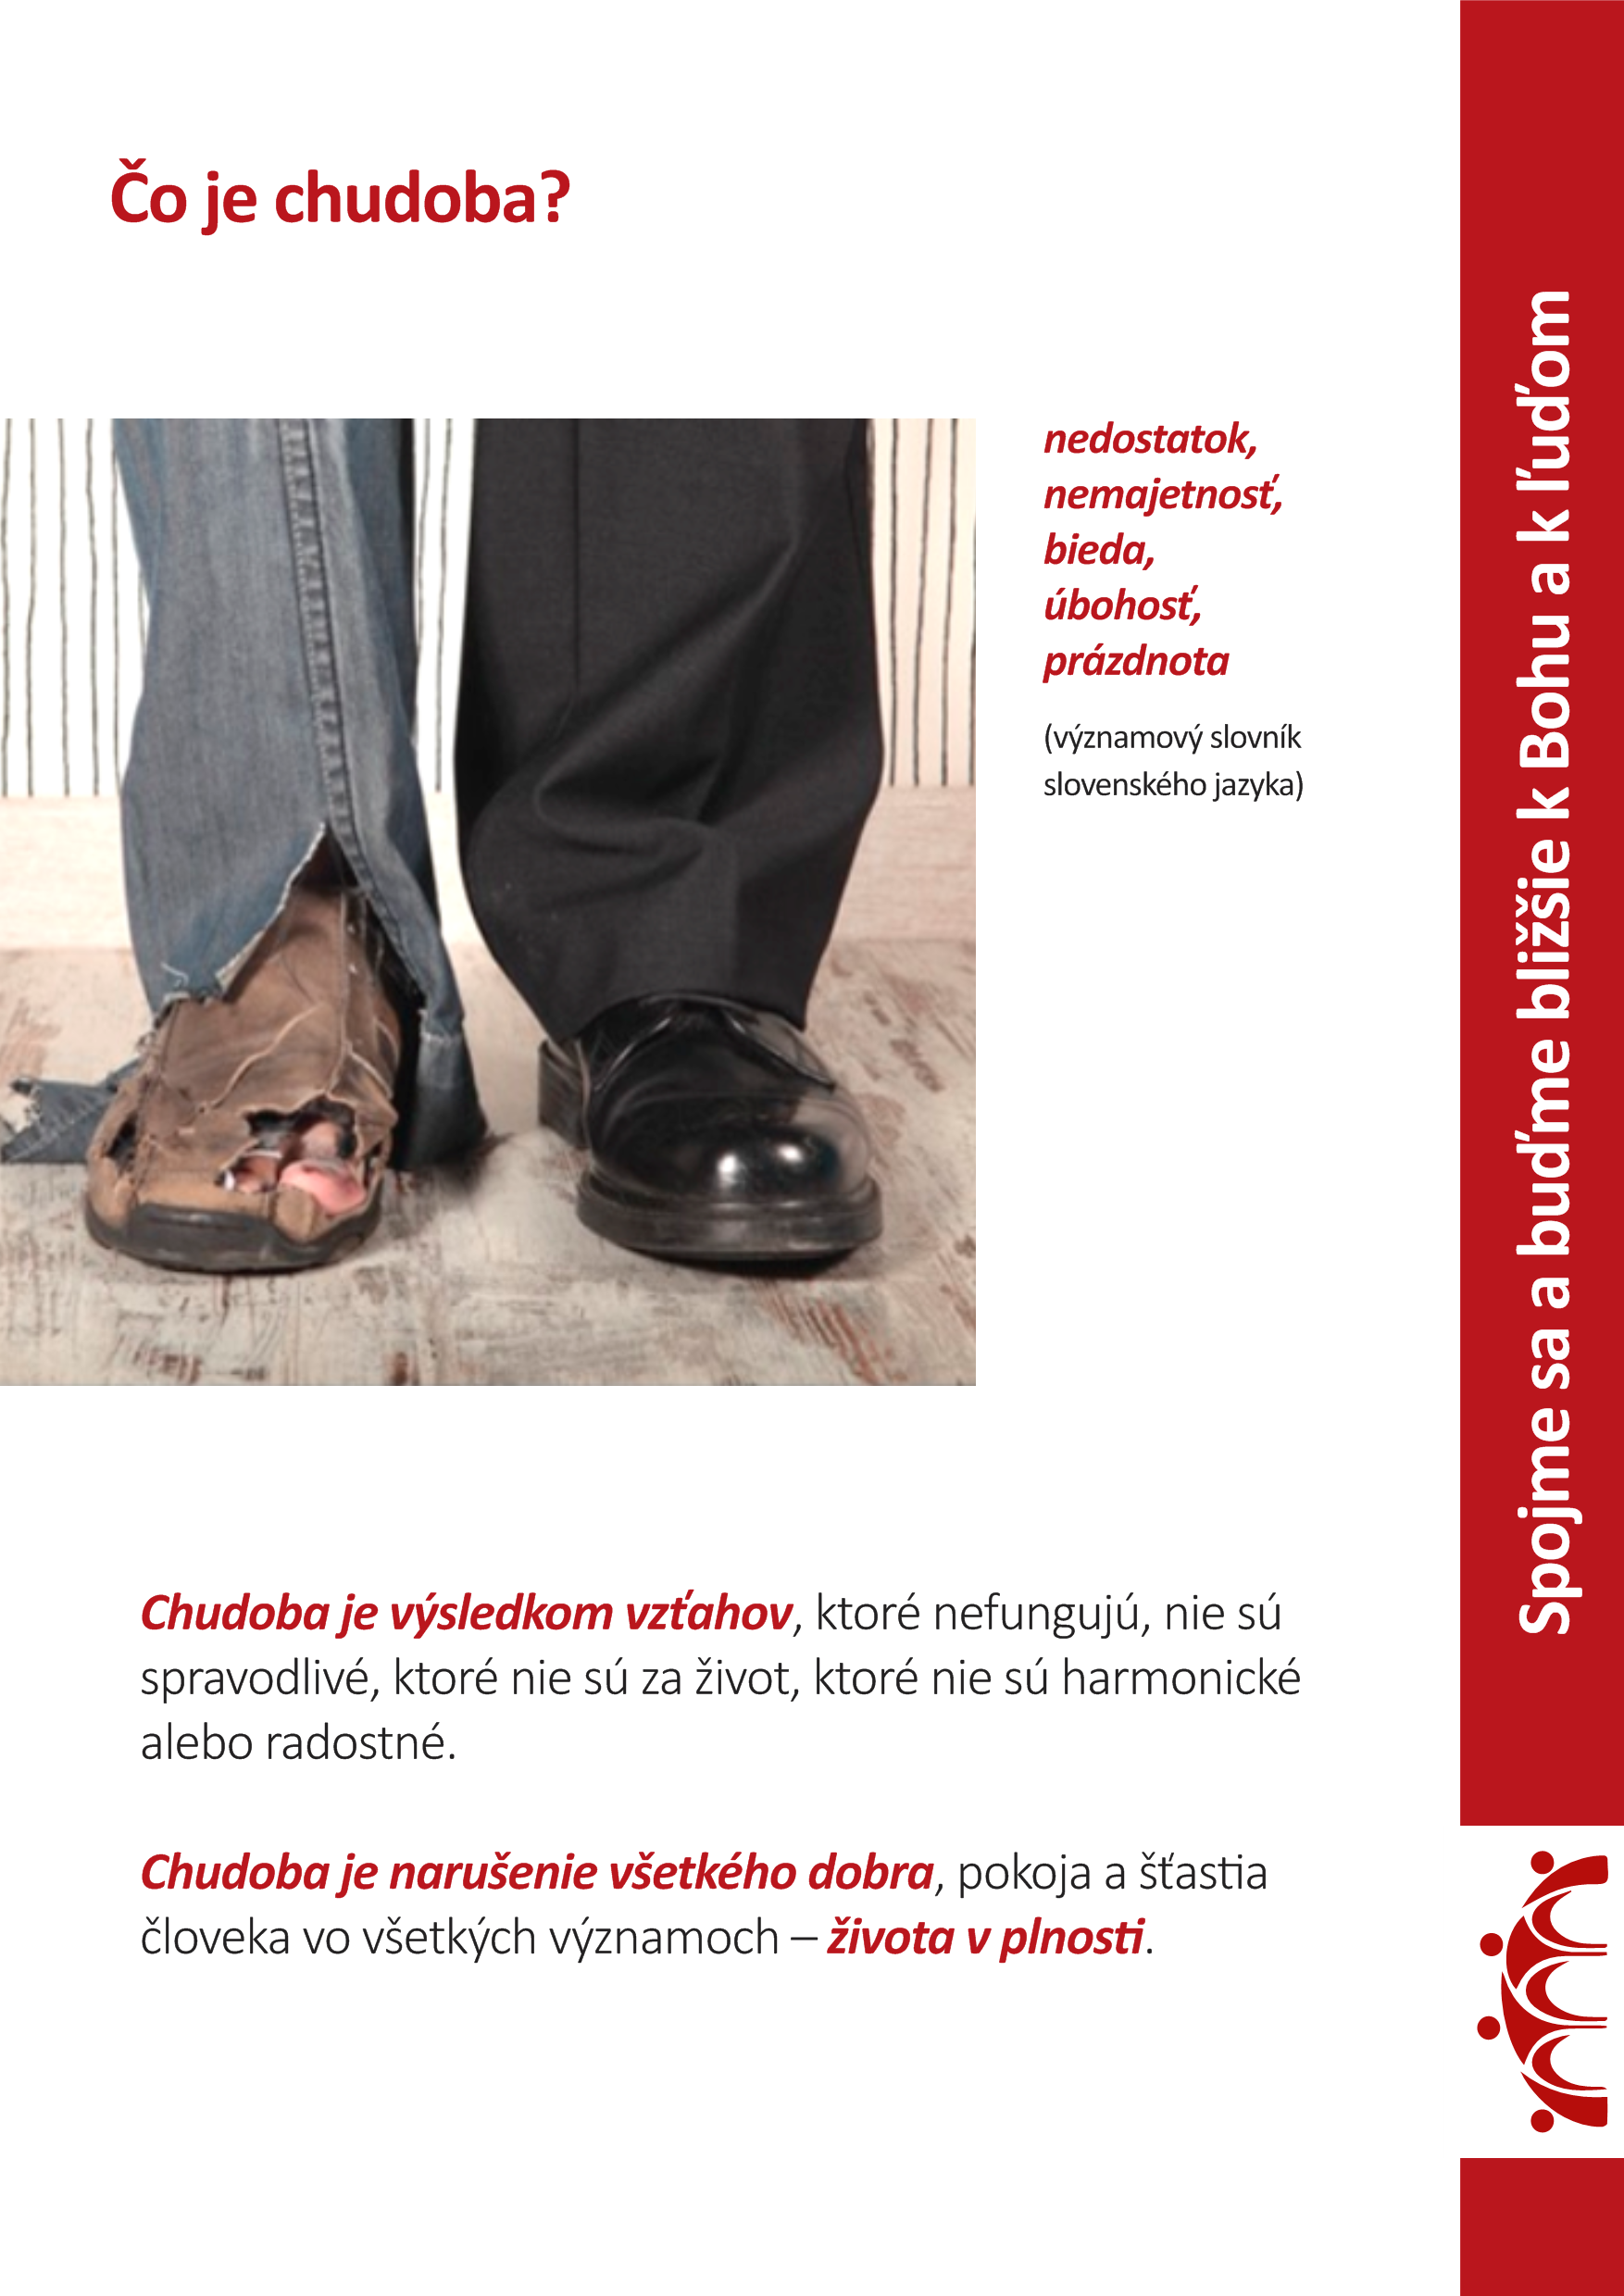 Čo je chudoba?
nedostatok,
nemajetnosť,
bieda,
úbohosť,
prázdnota
(významový slovník
slovenského jazyka)
Chudoba je výsledkom vzťahov, ktoré nefungujú, nie sú
spravodlivé, ktoré nie sú za život, ktoré nie sú harmonické
alebo radostné.
Chudoba je narušenie všetkého dobra, pokoja a šťastia
človeka vo všetkých významoch – života v plnosti.
Spojme sa a buďme bližšie k Bohu a k ľuďom